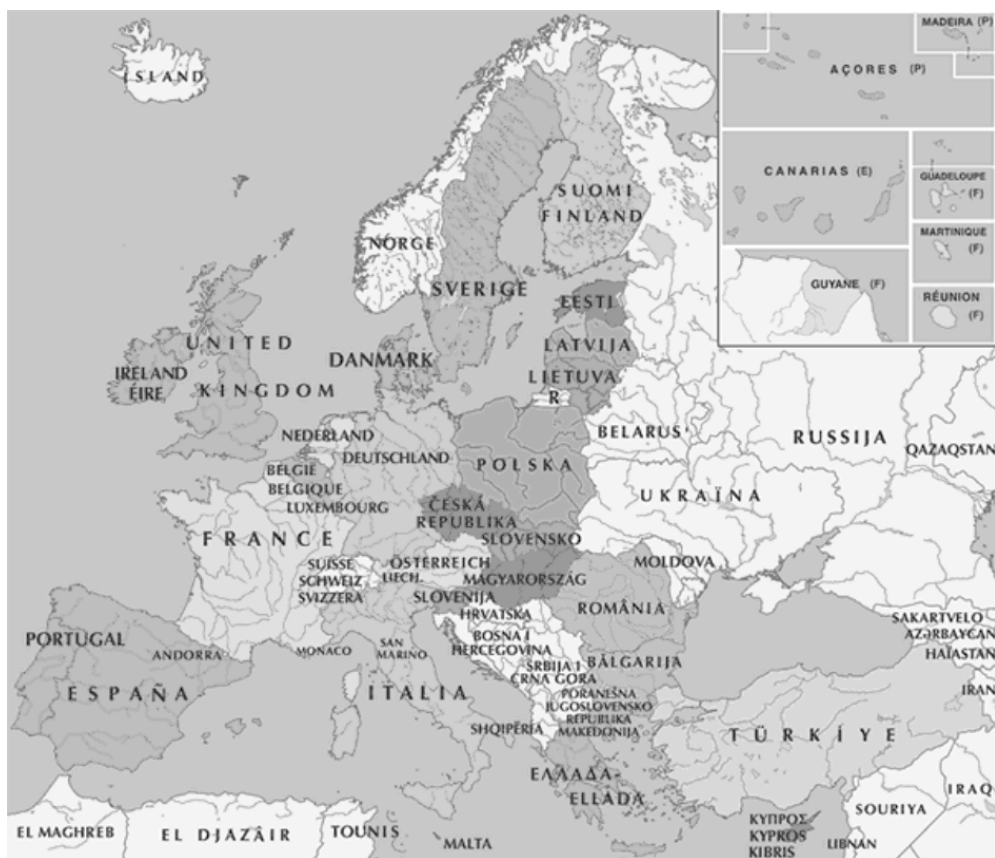 ÍSLAND
MADEIRA (P)
AÇORES (P)
CANARIAS (E)
GUADELOUPE
(F)
MARTINIQUE
(F)
GUYANE (F)
RÉUNION
(F)
SUOMI
FINLAND
NORGE
SVERIGE
EESTI
LATVIJA
LIETUVA
R
UNITED
KINGDOM
IRELAND
ÉIRE
DANMARK
NEDERLAND
DEUTSCHLAND
BELGIE
BELGIQUE
LUXEMBOURG
POLSKA
BELARUS'
RUSSIJA
QAZAQSTAN
UKRAÏNA
ČESKÁ
REPUBLIKA
SLOVENSKO
FRANCE
SUISSE
SCHWEIZ
SVIZZERA
ÖSTERREICH
LIECH.
MAGYARORSZÁG
MOLDOVA
SLOVENIJA
HRVATSKA
ROMÂNIA
BOSNA I
HERCEGOVINA
SAKARTVELO
AZƏRBAYCAN
HAÏASTAN
IRAN
PORTUGAL
ESPAÑA
ANDORRA
MONACO
SAN
MARINO
ITALIA
SRBIJA I
CRNA GORA
BĂLGARIJA
PORANEŠNA
JUGOSLOVENSKO
REPUBLIKA
MAKEDONIJA
SHQIPËRIA
TÜRKÍYE
ΕΛΛΑΔΑ-
ELLADA
EL MAGHREB
EL DJAZÂIR
TOUNIS
MALTA
ΚΥΠΡΟΣ
KYPROS
KIBRIS
LIBNAN
SOURIYA
IRAQ